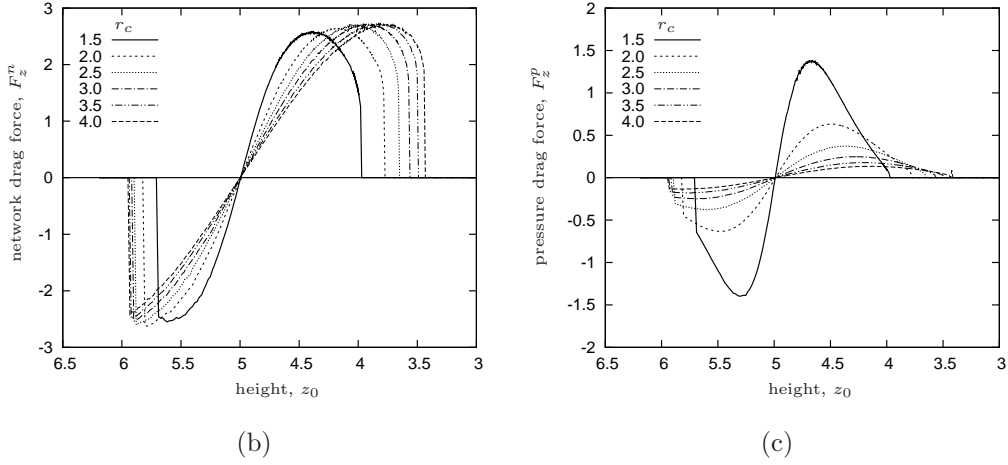 r_c
1.5
2.0
2.5
3.0
3.5
4.0
3
2
1
0
-1
-2
-3
6.5 6 5.5 5 4.5 4 3.5 3
network drag force, F_z^n
height, z_0
(b)
r_c
1.5
2.0
2.5
3.0
3.5
4.0
2
1.5
1
0.5
0
-0.5
-1
-1.5
-2
6.5 6 5.5 5 4.5 4 3.5 3
pressure drag force, F_z^p
height, z_0
(c)